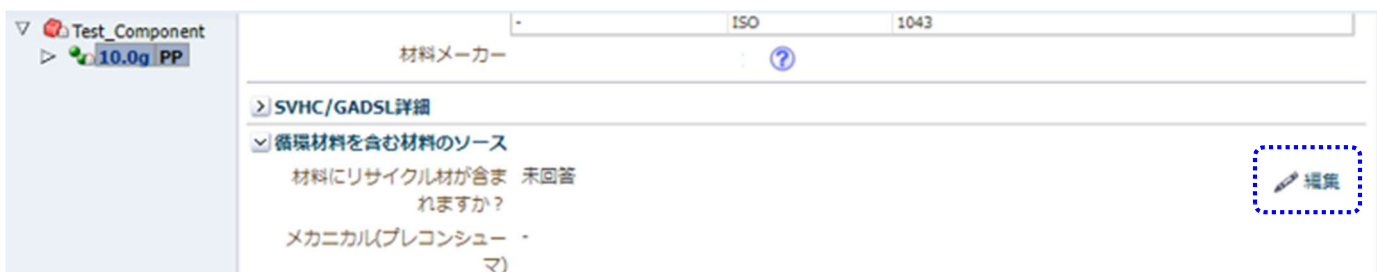 Test_Component
10.0g PP
- ISO 1043
材料メーカー
SVHC/GADSL詳細
循環材料を含む材料のソース
材料にリサイクル材が含ま 未回答
れますか?
編集
メカニカル(プレコンシュー -
マ)